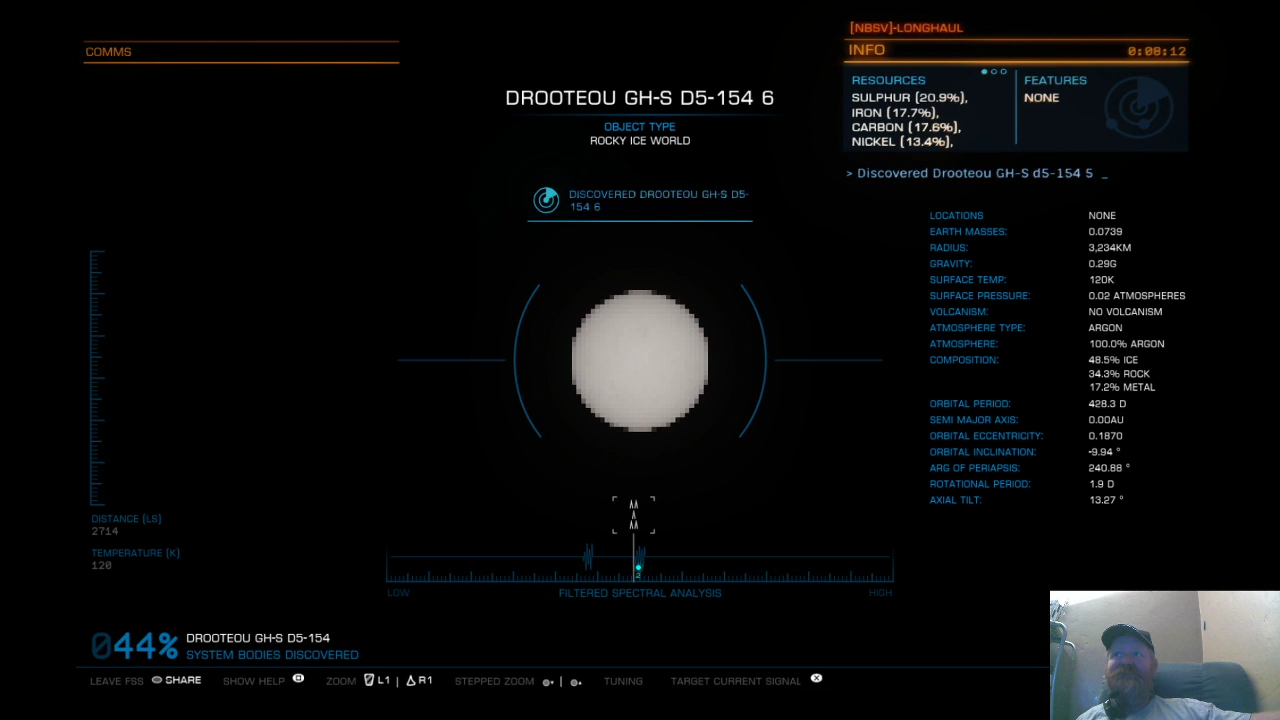 [NBSV]-LONGHAUL
COMMS
INFO 0:08:12
RESOURCES
SULPHUR (20.9%),
IRON (17.7%),
CARBON (17.6%),
NICKEL (13.4%),
FEATURES
NONE
DROOTEOU GH-S D5-154 6
OBJECT TYPE
ROCKY ICE WORLD
DISCOVERED DROOTEOU GH-S D5-
154 6
> Discovered Drooteou GH-S d5-154 5 _
LOCATIONS NONE
EARTH MASSES: 0.0739
RADIUS: 3,234KM
GRAVITY: 0.29G
SURFACE TEMP: 120K
SURFACE PRESSURE: 0.02 ATMOSPHERES
VOLCANISM: NO VOLCANISM
ATMOSPHERE TYPE: ARGON
ATMOSPHERE: 100.0% ARGON
COMPOSITION: 48.5% ICE
34.3% ROCK
17.2% METAL
ORBITAL PERIOD: 428.3 D
SEMI MAJOR AXIS: 0.00AU
ORBITAL ECCENTRICITY: 0.1870
ORBITAL INCLINATION: -9.94 °
ARG OF PERIAPSIS: 240.88 °
ROTATIONAL PERIOD: 1.9 D
AXIAL TILT: 13.27 °
DISTANCE (LS)
2714
TEMPERATURE (K)
120
2
LOW FILTERED SPECTRAL ANALYSIS HIGH
044% DROOTEOU GH-S D5-154
SYSTEM BODIES DISCOVERED
LEAVE FSS SHARE SHOW HELP ZOOM L1 | R1 STEPPED ZOOM | TUNING TARGET CURRENT SIGNAL